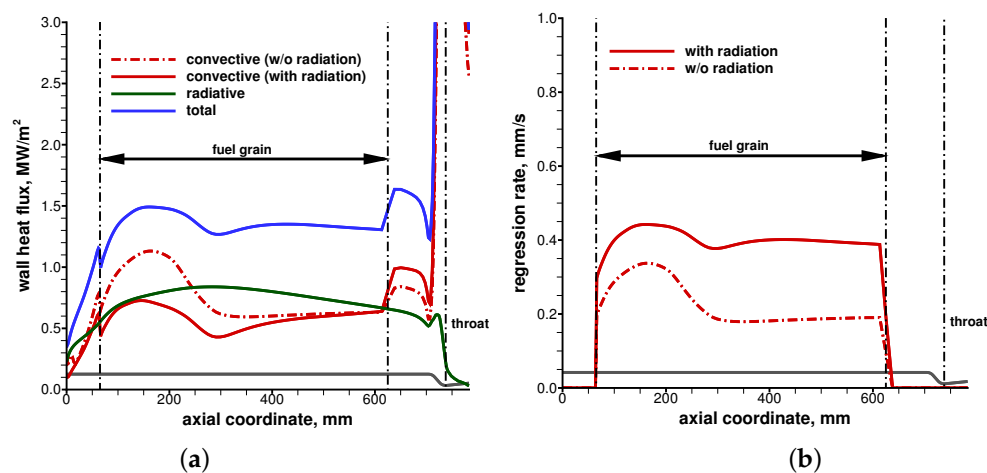 wall heat flux, MW/m²
3.0
2.5
2.0
1.5
1.0
0.5
0.0
convective (w/o radiation)
convective (with radiation)
radiative
total
fuel grain
throat
0
200
400
600
axial coordinate, mm
(a)
regression rate, mm/s
1.0
0.8
0.6
0.4
0.2
0.0
with radiation
w/o radiation
fuel grain
throat
0
200
400
600
axial coordinate, mm
(b)